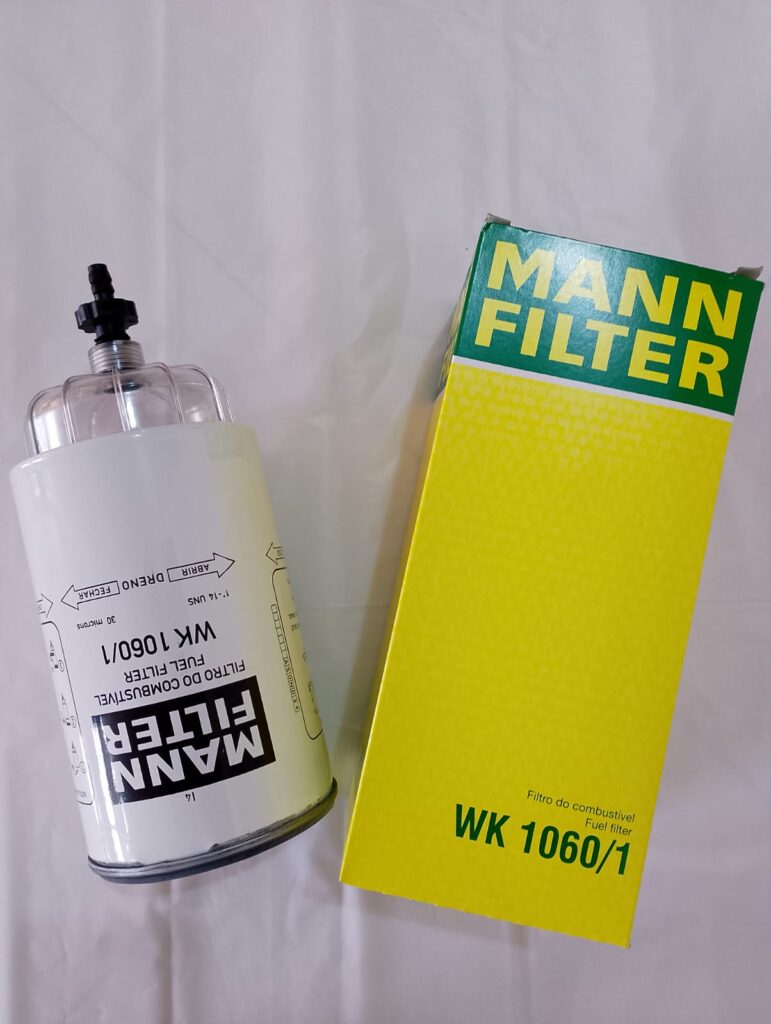 MANN
FILTER
Filtro do combustível
Fuel filter
WK 1060/1
MANN
FILTER
FILTRO DO COMBUSTÍVEL
FUEL FILTER
WK 1060/1
30 microns
1"-14 UNS
FECHAR DRENO ABRIR
14